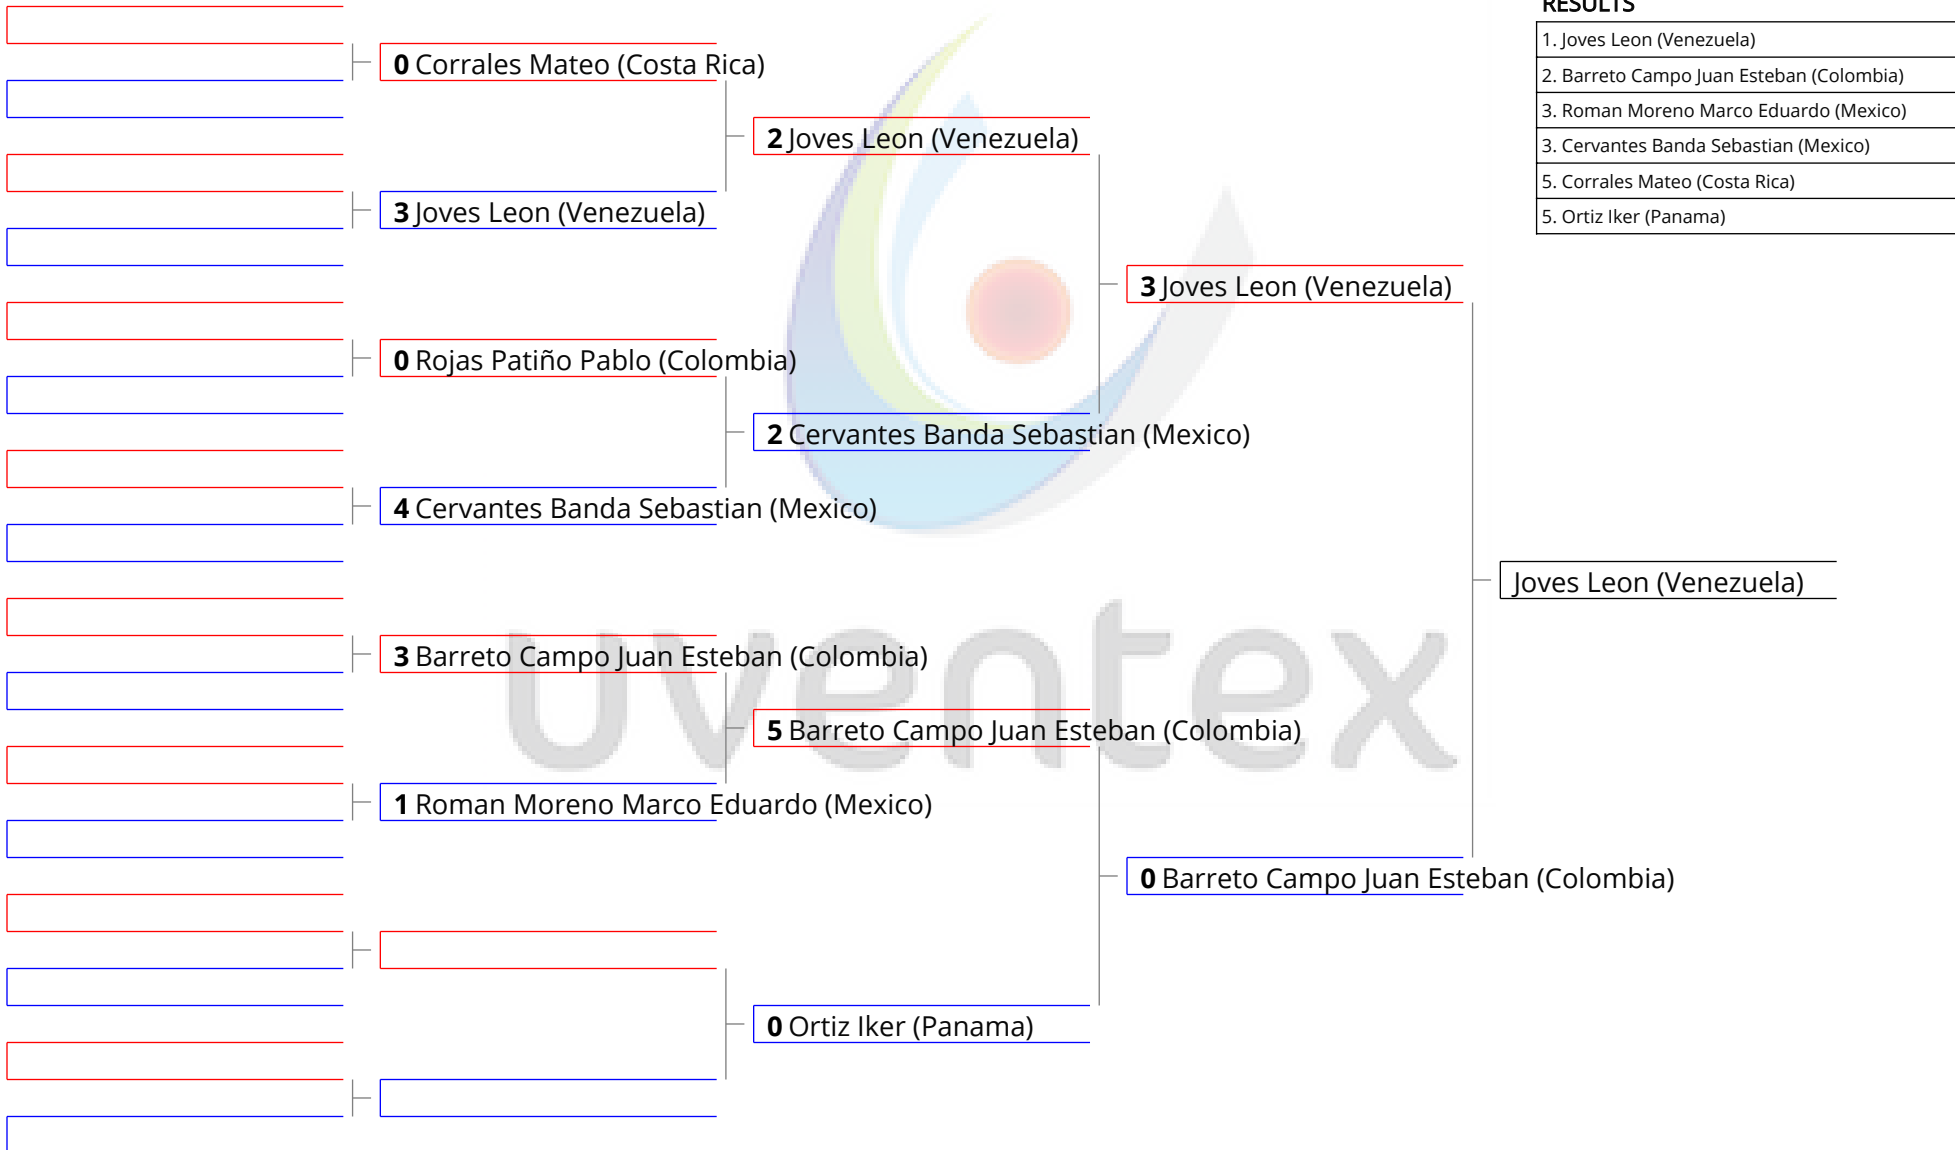 RESULTS
1. Joves Leon (Venezuela)
2. Barreto Campo Juan Esteban (Colombia)
3. Roman Moreno Marco Eduardo (Mexico)
3. Cervantes Banda Sebastian (Mexico)
5. Corrales Mateo (Costa Rica)
5. Ortiz Iker (Panama)
0 Corrales Mateo (Costa Rica)
2 Joves Leon (Venezuela)
3 Joves Leon (Venezuela)
3 Joves Leon (Venezuela)
0 Rojas Patiño Pablo (Colombia)
2 Cervantes Banda Sebastian (Mexico)
4 Cervantes Banda Sebastian (Mexico)
Joves Leon (Venezuela)
3 Barreto Campo Juan Esteban (Colombia)
uventex
5 Barreto Campo Juan Esteban (Colombia)
1 Roman Moreno Marco Eduardo (Mexico)
0 Barreto Campo Juan Esteban (Colombia)
0 Ortiz Iker (Panama)